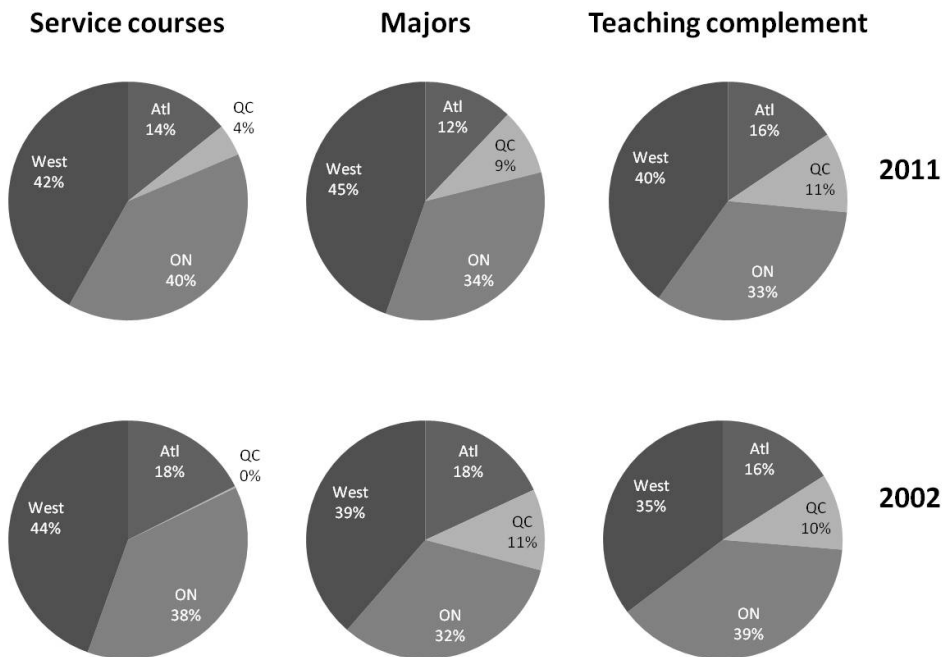 Service courses
Majors
Teaching complement
Atl
14%
QC
4%
West
42%
ON
40%
Atl
12%
QC
9%
West
45%
ON
34%
Atl
16%
QC
11%
West
40%
ON
33%
2011
Atl
18%
QC
0%
West
44%
ON
38%
Atl
18%
QC
11%
West
39%
ON
32%
Atl
16%
QC
10%
West
35%
ON
39%
2002